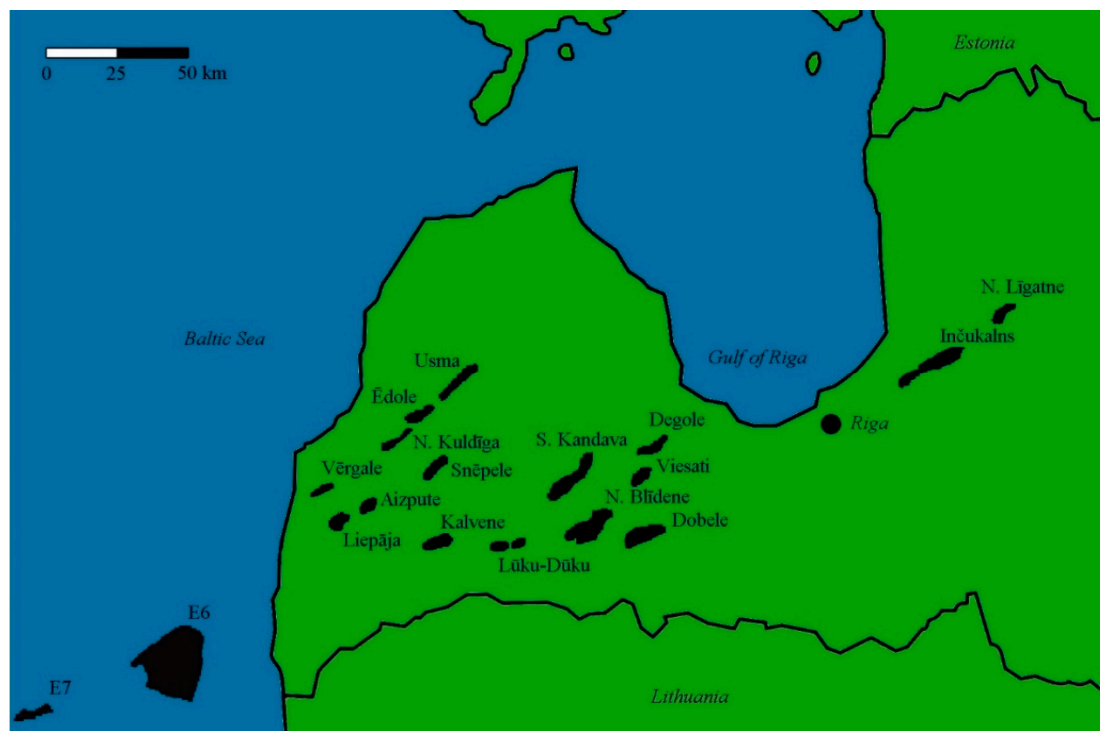 Estonia
0 25 50 km
N. Līgatne
Baltic Sea
Inčukalns
Usma
Gulf of Riga
Ēdole
Degole
Riga
N. Kuldīga
S. Kandava
Vērgale
Snēpele
Viesati
Aizpute
N. Blīdene
Kalvene
Dobele
Liepāja
Lūku-Dūku
E6
E7
Lithuania